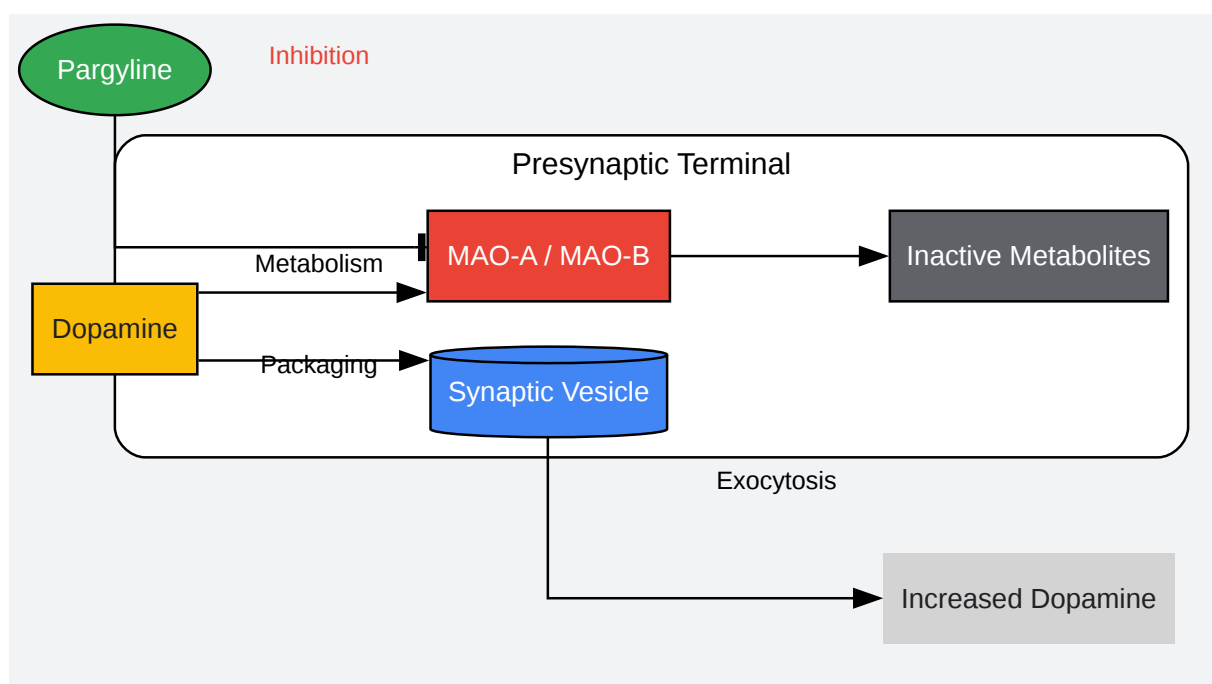 Pargyline
Inhibition
Presynaptic Terminal
MAO-A / MAO-B
Inactive Metabolites
Metabolism
Dopamine
Packaging
Synaptic Vesicle
Exocytosis
Increased Dopamine